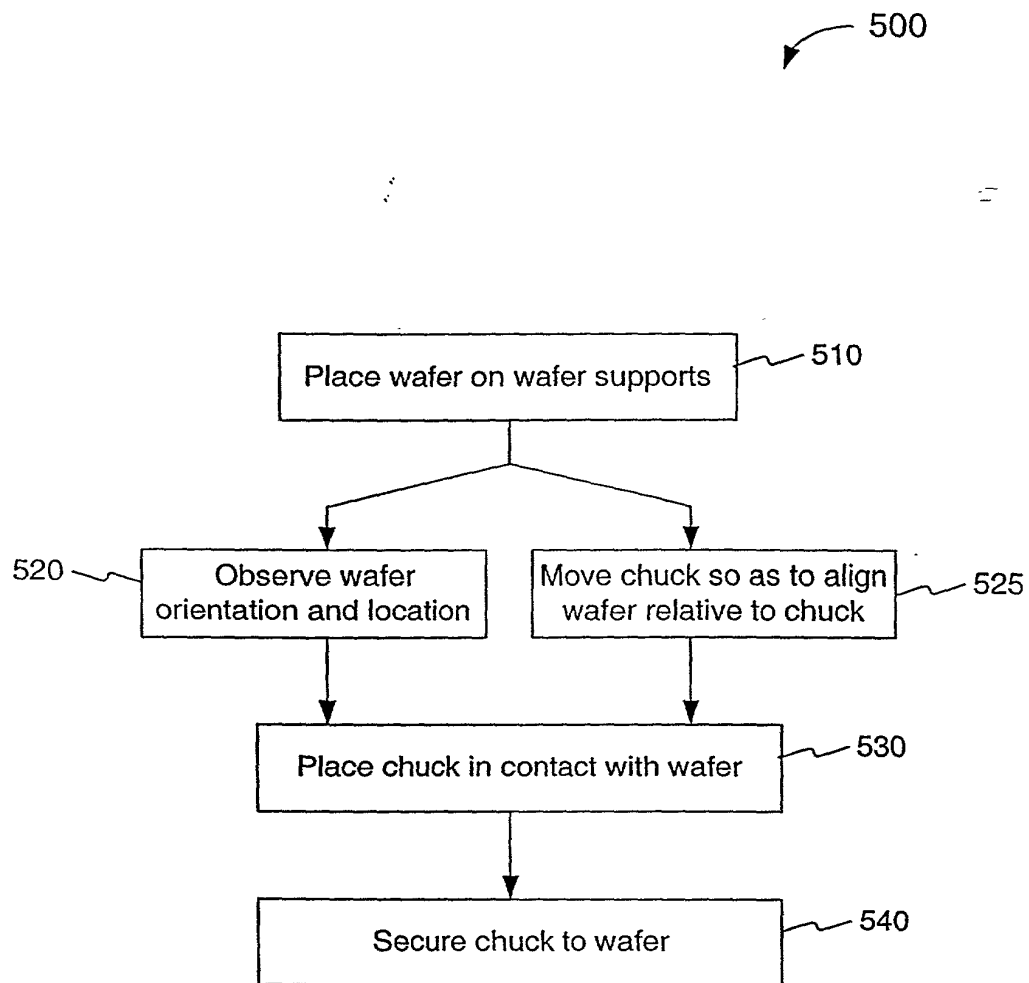 500
Place wafer on wafer supports
510
520
Observe wafer
orientation and location
Move chuck so as to align
wafer relative to chuck
525
Place chuck in contact with wafer
530
Secure chuck to wafer
540